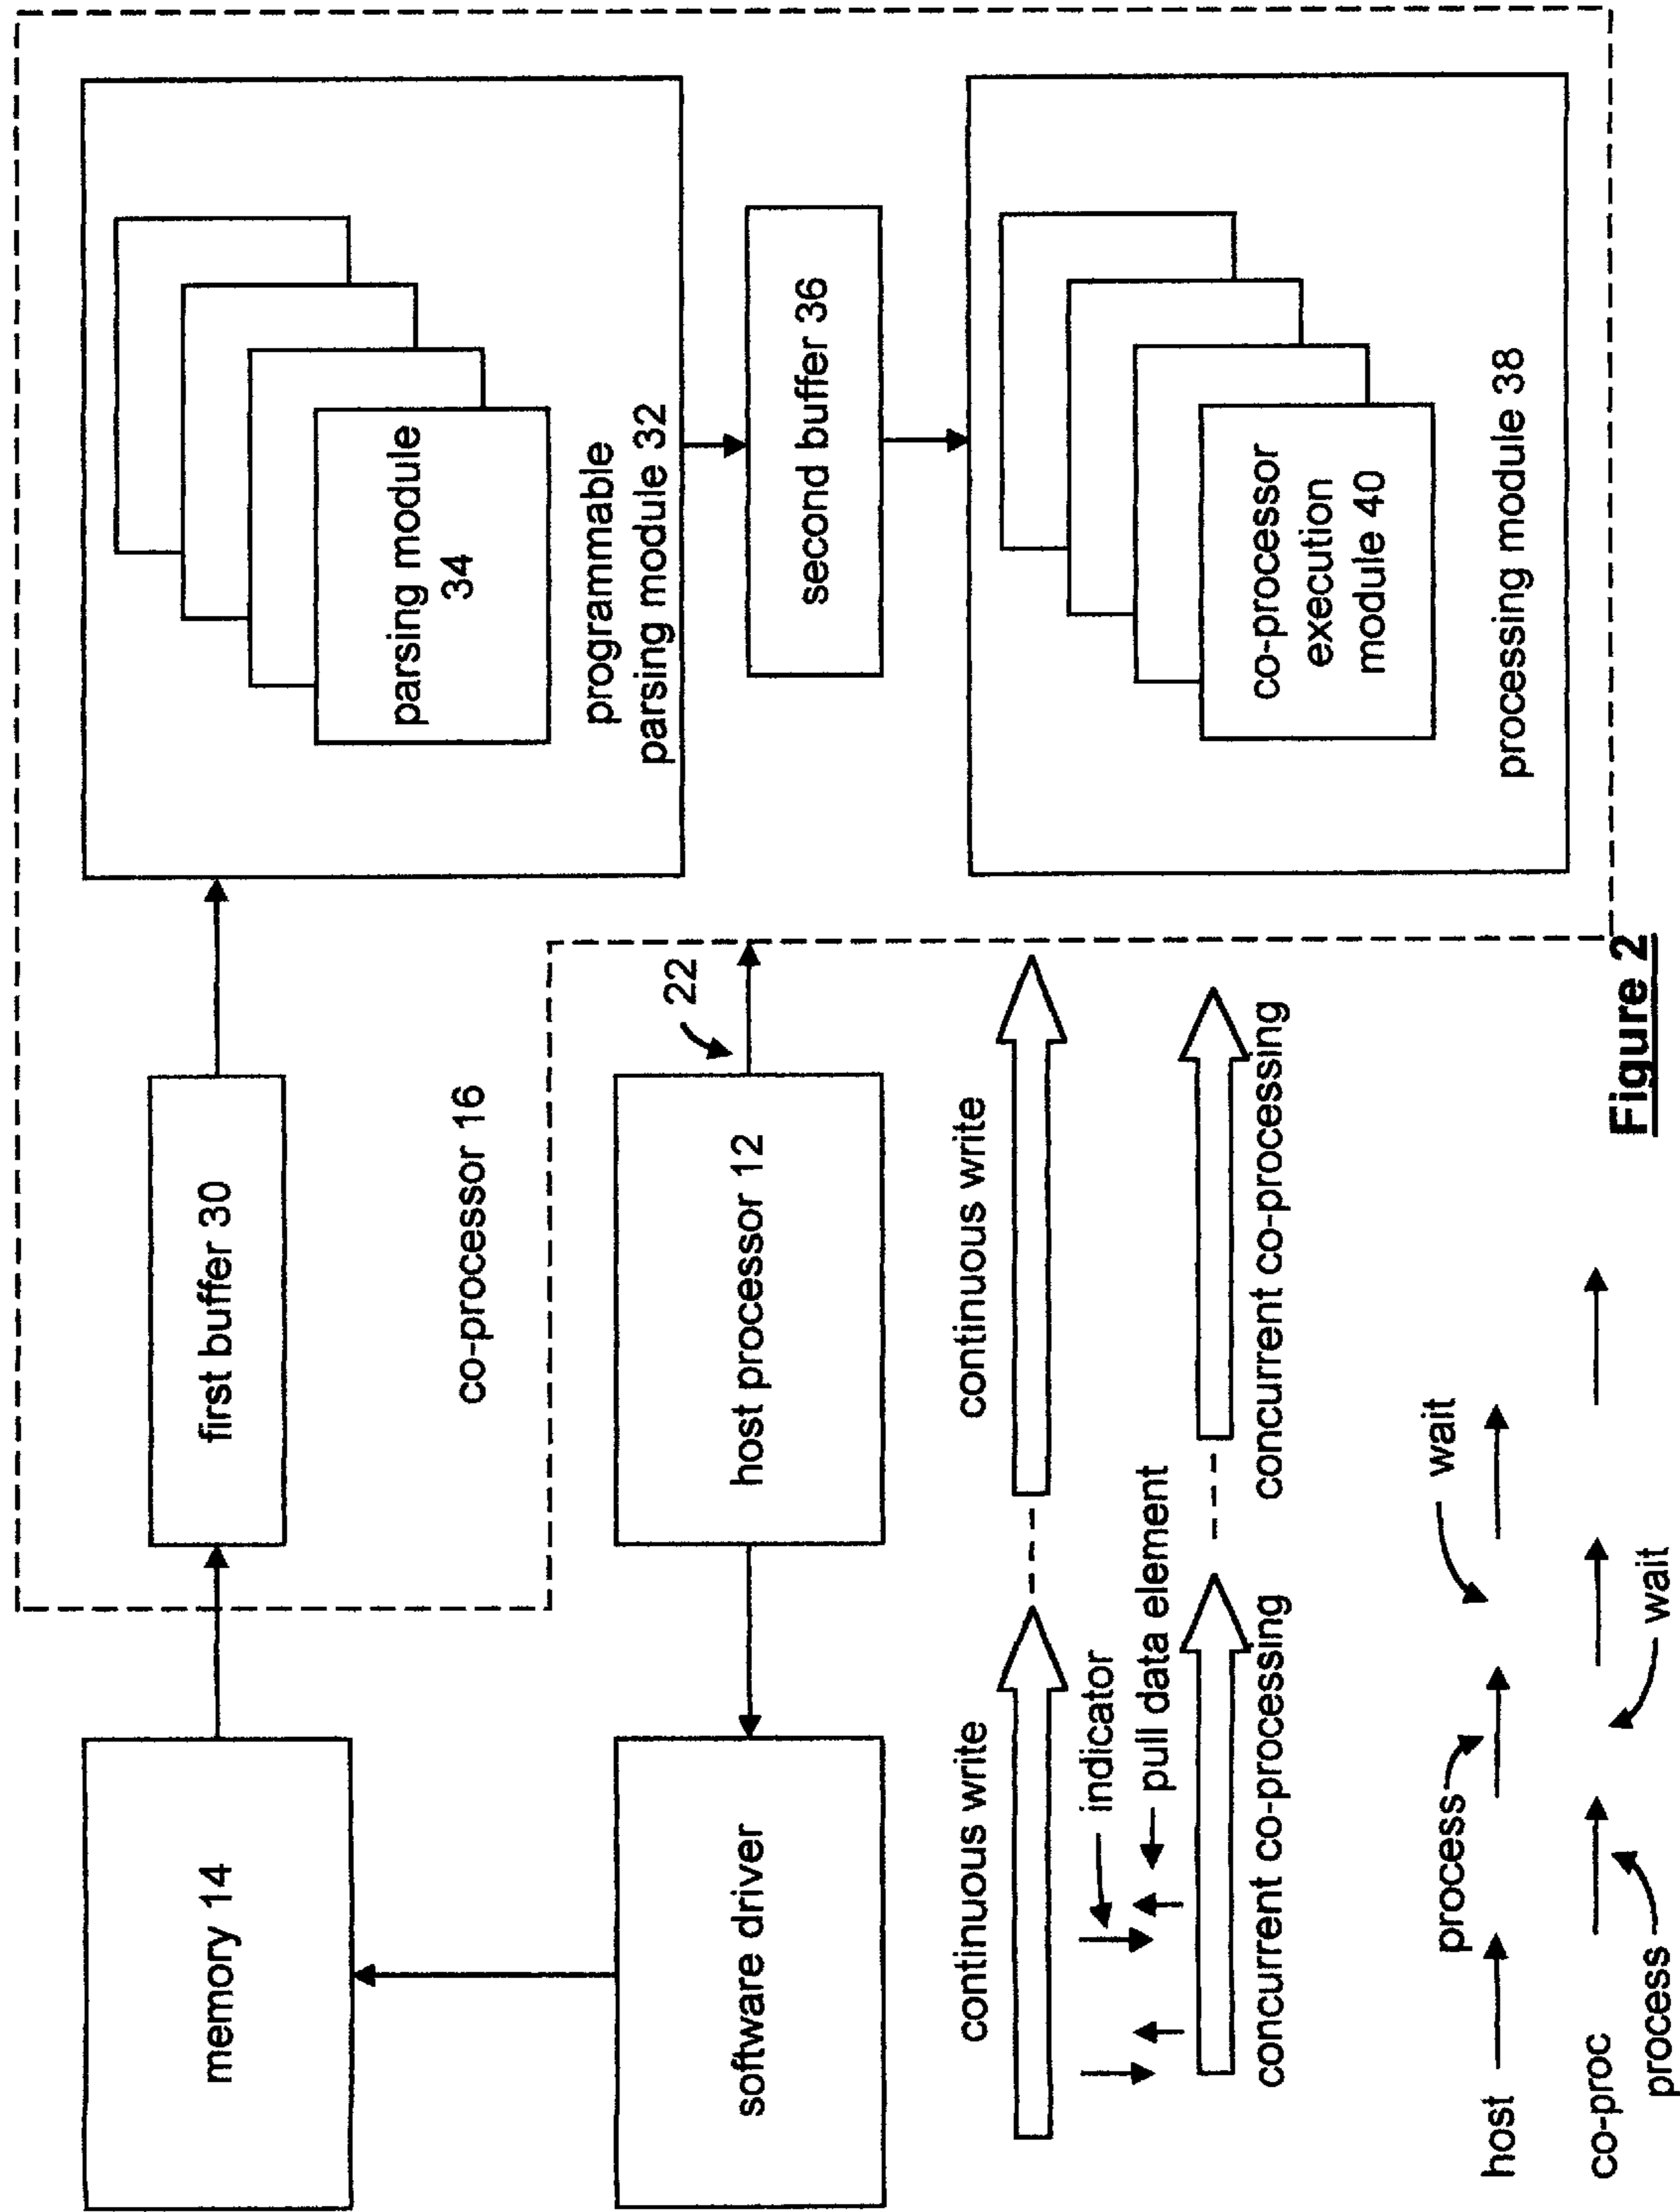 memory 14
first buffer 30
parsing module
34
programmable
parsing module 32
co-processor 16
second buffer 36
software driver
host processor 12
22
co-processor
execution
module 40
processing module 38
continuous write
continuous write
indicator
pull data element
concurrent co-processing
concurrent co-processing
process
wait
host
co-proc
process
wait
Figure 2